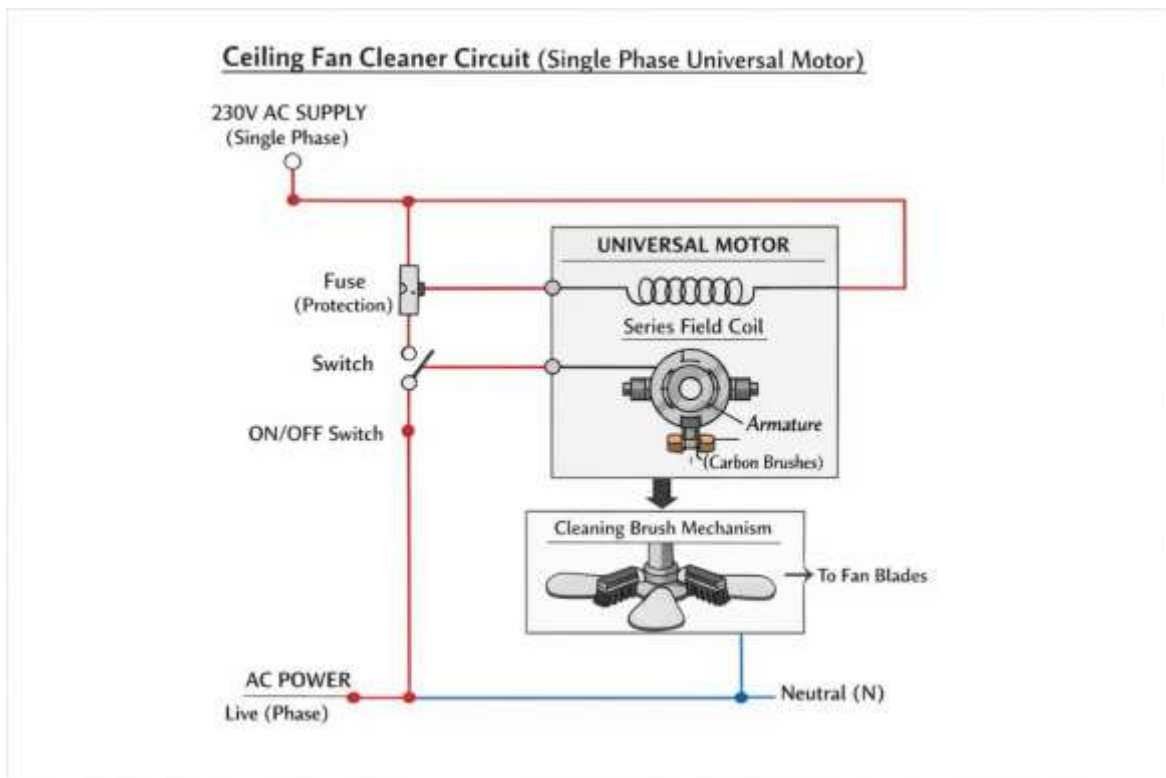 Ceiling Fan Cleaner Circuit (Single Phase Universal Motor)
230V AC SUPPLY
(Single Phase)
UNIVERSAL MOTOR
Fuse
(Protection)
Series Field Coil
Switch
Armature
ON/OFF Switch
(Carbon Brushes)
Cleaning Brush Mechanism
To Fan Blades
AC POWER
Live (Phase)
Neutral (N)